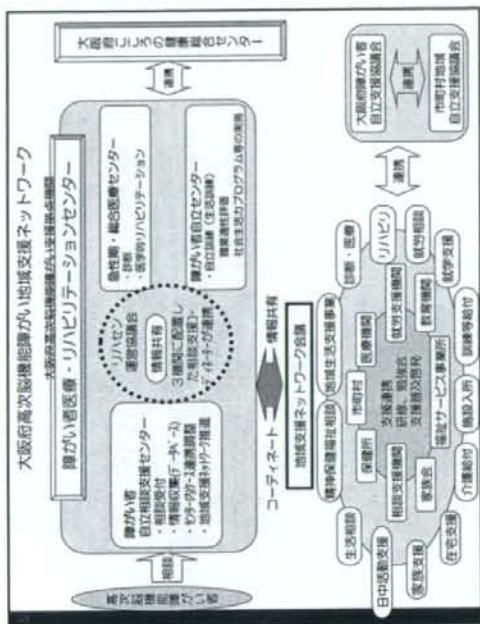 大阪府高次脳機能障がい地域支援ネットワーク
大阪府高次脳機能障がい支援拠点機関
障がい者医療・リハビリテーションセンター
高次脳機能障がい者
相談
障がい者
自立相談支援センター
・相談受付
・情報収集(データベース)
・センター内ケース連携調整
・地域支援ネットワーク推進
リハセン
運営協議会
情報共有
3機関に配置し
た相談支援コー
ディネーターが連携
急性期・総合医療センター
・診断
・医学的リハビリテーション
障がい者自立センター
・自立訓練(生活訓練)
職業適性評価
社会生活力プログラム等の実施
連携
大阪府こころの健康総合センター
コーディネート
情報共有
地域支援ネットワーク会議
精神保健福祉相談
地域生活支援事業
生活相談
診断・医療
日中活動支援
リハビリ
家族支援
就労相談
在宅支援
就学支援
介護給付
施設入所
訓練等給付
保健所
市町村
医療機関
相談支援機関
就労支援機関
家族会
福祉サービス事業所
教育機関
支援連携
研修、勉強会
支援普及啓発
連携
大阪府障がい者
自立支援協議会
連携
市町村地域
自立支援協議会